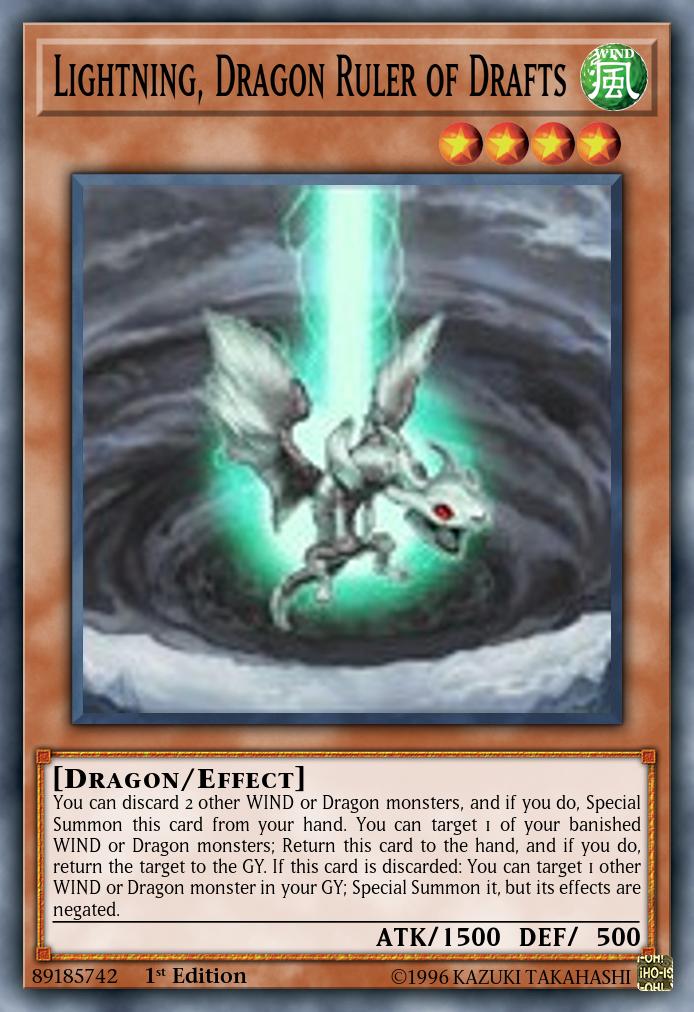 Lightning, Dragon Ruler of Drafts
WIND
風
[Dragon/Effect]
You can discard 2 other WIND or Dragon monsters, and if you do, Special
Summon this card from your hand. You can target 1 of your banished
WIND or Dragon monsters; Return this card to the hand, and if you do,
return the target to the GY. If this card is discarded: You can target 1 other
WIND or Dragon monster in your GY; Special Summon it, but its effects are
negated.
ATK/1500 DEF/ 500
89185742 1st Edition ©1996 KAZUKI TAKAHASHI